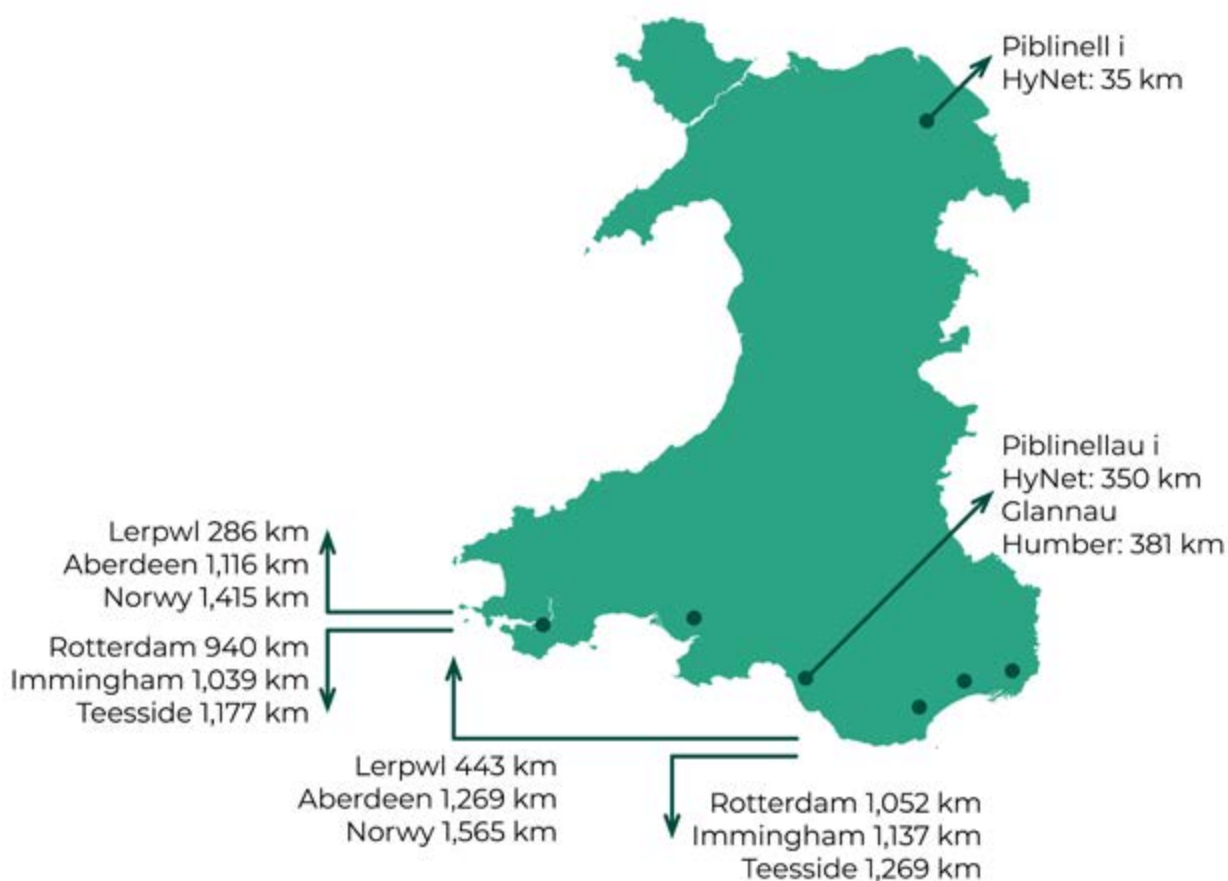 Piblinell i
HyNet: 35 km
Piblinellau i
HyNet: 350 km
Glannau
Humber: 381 km
Lerpwl 286 km
Aberdeen 1,116 km
Norwy 1,415 km
Rotterdam 940 km
Immingham 1,039 km
Teesside 1,177 km
Lerpwl 443 km
Aberdeen 1,269 km
Norwy 1,565 km
Rotterdam 1,052 km
Immingham 1,137 km
Teesside 1,269 km